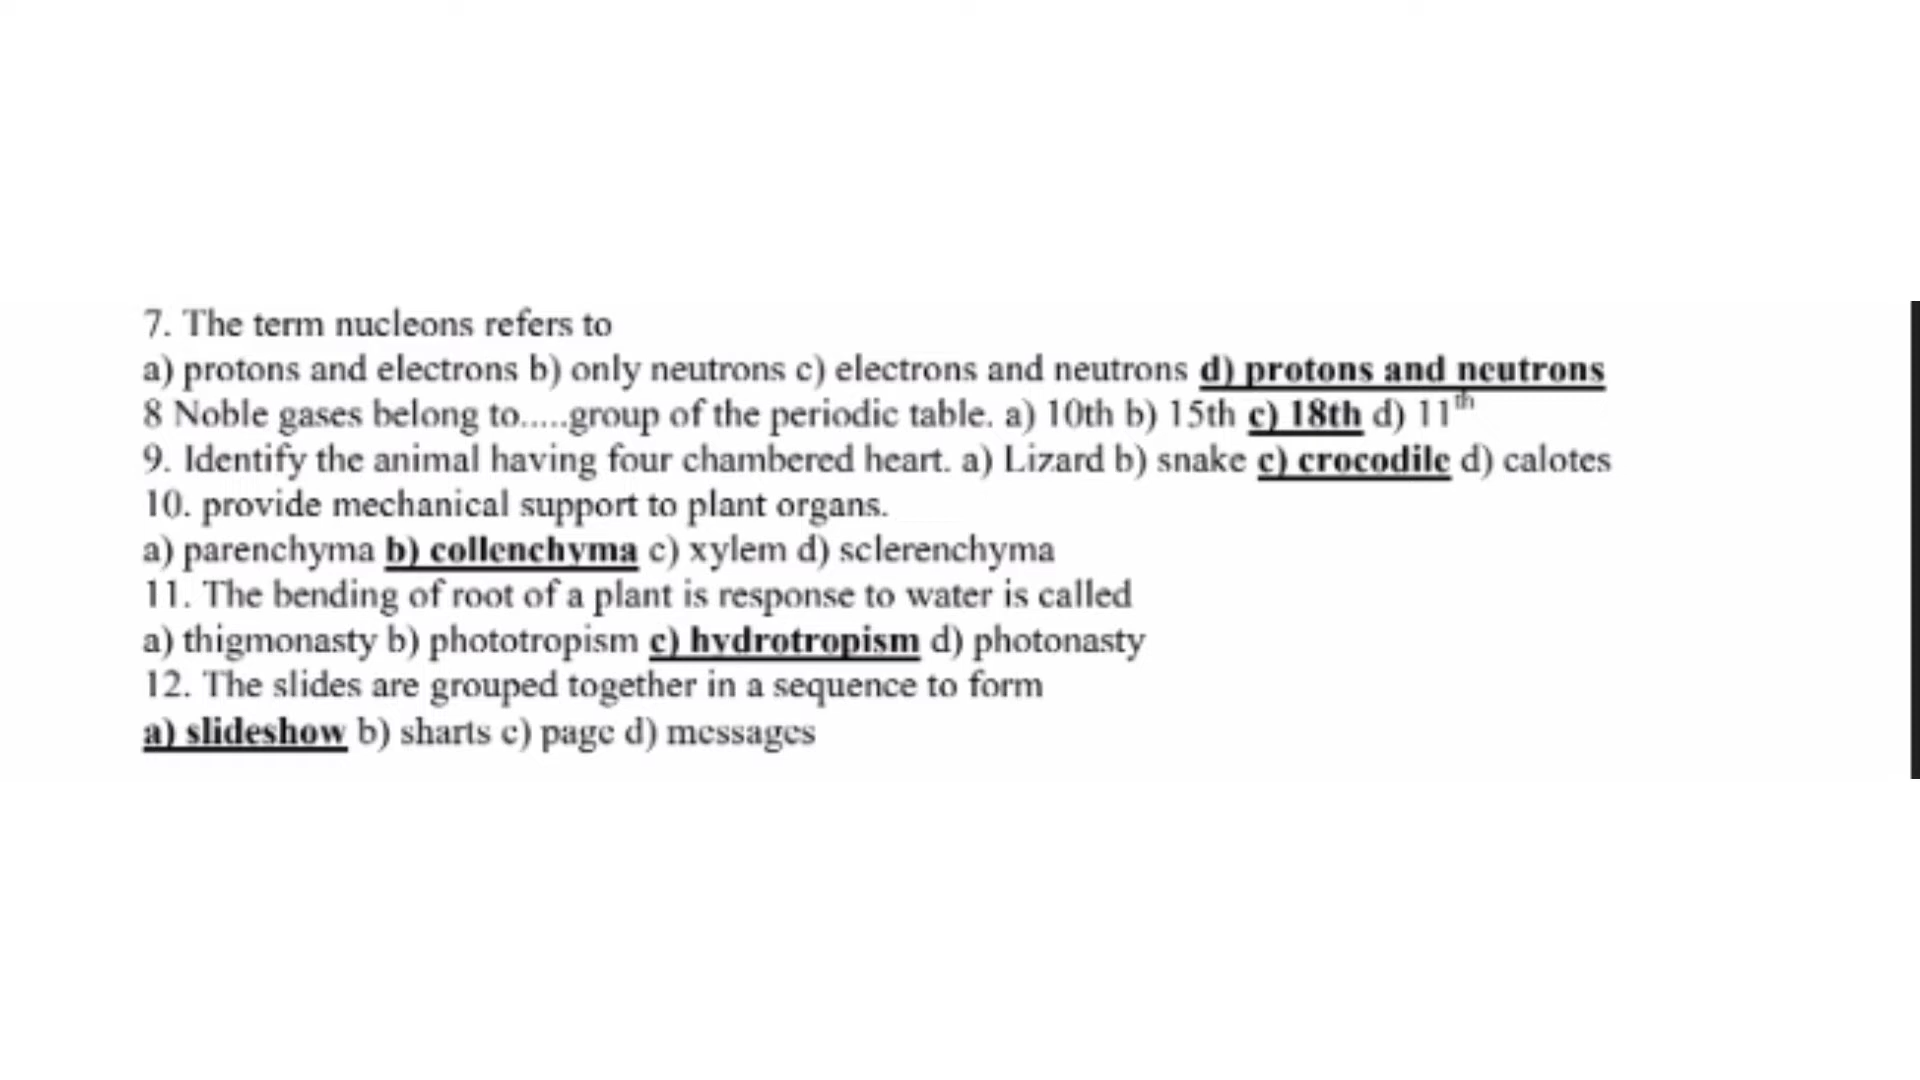 7. The term nucleons refers to
a) protons and electrons b) only neutrons c) electrons and neutrons d) protons and neutrons
8 Noble gases belong to.....group of the periodic table. a) 10th b) 15th c) 18th d) 11th
9. Identify the animal having four chambered heart. a) Lizard b) snake c) crocodile d) calotes
10. provide mechanical support to plant organs.
a) parenchyma b) collenchyma c) xylem d) sclerenchyma
11. The bending of root of a plant is response to water is called
a) thigmonasty b) phototropism c) hydrotropism d) photonasty
12. The slides are grouped together in a sequence to form
a) slideshow b) sharts c) page d) messages